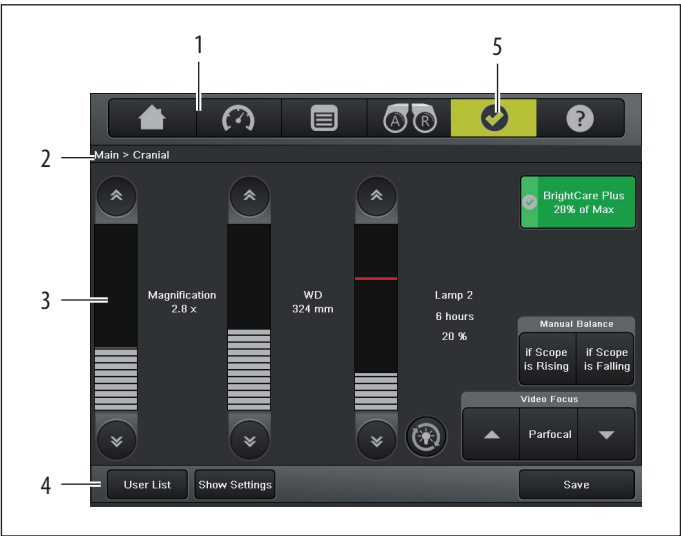 1
5
A R
?
2
Main > Cranial
BrightCare Plus
28% of Max
3
Magnification
2.8 x
WD
324 mm
Lamp 2
6 hours
20 %
Manual Balance
if Scope
is Rising
if Scope
is Falling
Video Focus
Parfocal
4
User List
Show Settings
Save